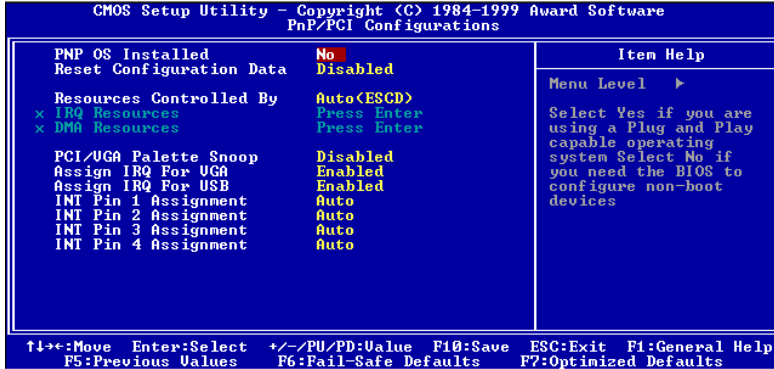 CMOS Setup Utility - Copyright (C) 1984-1999 Award Software
PnP/PCI Configurations
PNP OS Installed No
Reset Configuration Data Disabled
Resources Controlled By Auto(ESCD)
x IRQ Resources Press Enter
x DMA Resources Press Enter
PCI/VGA Palette Snoop Disabled
Assign IRQ For VGA Enabled
Assign IRQ For USB Enabled
INT Pin 1 Assignment Auto
INT Pin 2 Assignment Auto
INT Pin 3 Assignment Auto
INT Pin 4 Assignment Auto
Item Help
Menu Level ►
Select Yes if you are
using a Plug and Play
capable operating
system Select No if
you need the BIOS to
configure non-boot
devices
↑↓→←:Move Enter:Select +/-/PU/PD:Value F10:Save ESC:Exit F1:General Help
F5:Previous Values F6:Fail-Safe Defaults F7:Optimized Defaults